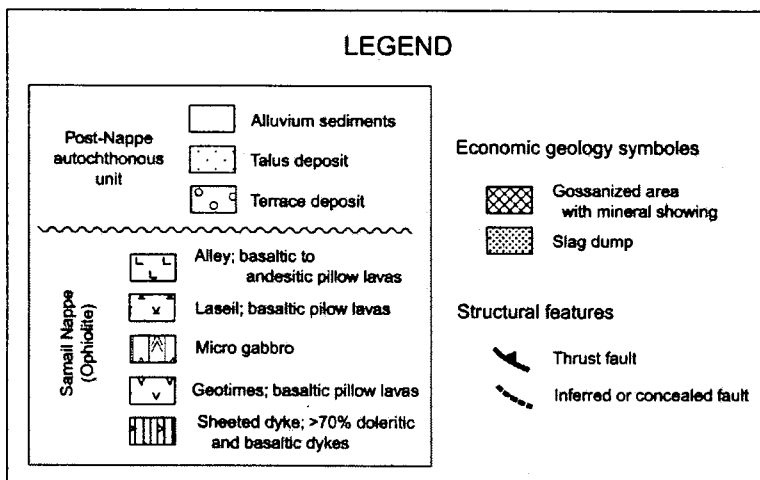 LEGEND
Post-Nappe
autochthonous
unit
Alluvium sediments
Talus deposit
Terrace deposit
Samail Nappe
(Ophiolite)
Alley; basaltic to
andesitic pillow lavas
Laseil; basaltic pilow lavas
Micro gabbro
Geotimes; basaltic pillow lavas
Sheeted dyke; >70% doleritic
and basaltic dykes
Economic geology symboles
Gossanized area
with mineral showing
Slag dump
Structural features
Thrust fault
Inferred or concealed fault